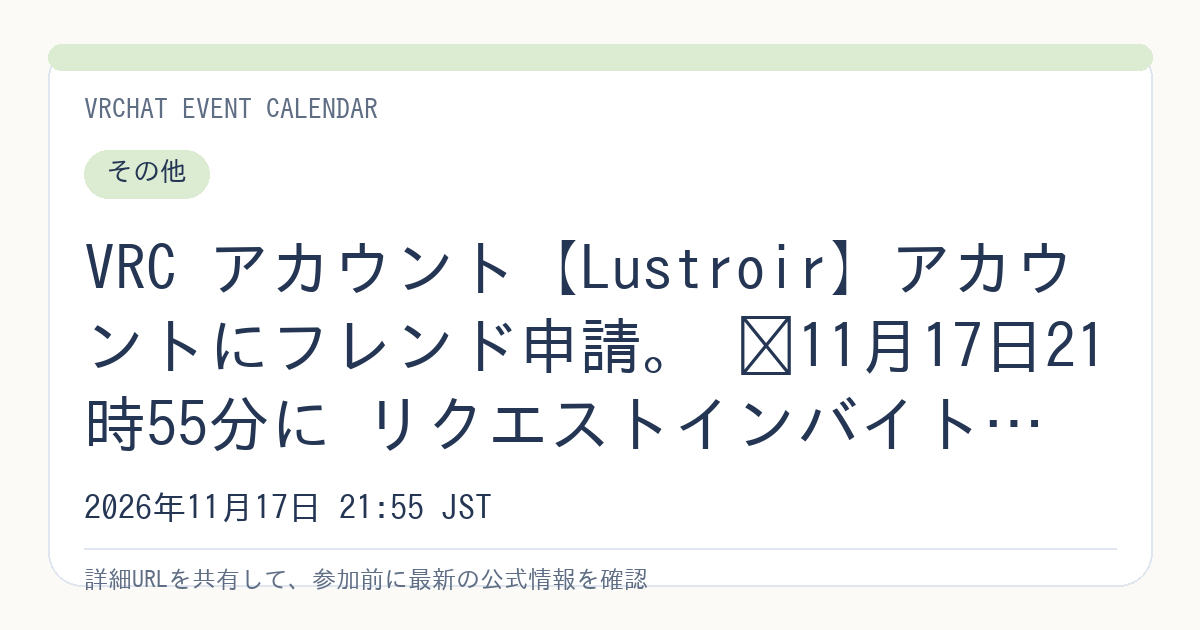 VRCHAT EVENT CALENDAR
その他
VRC アカウント【Lustroir】アカウ
ントにフレンド申請。 11月17日21
時55分に リクエストインバイト…
2026年11月17日 21:55 JST
詳細URLを共有して、参加前に最新の公式情報を確認